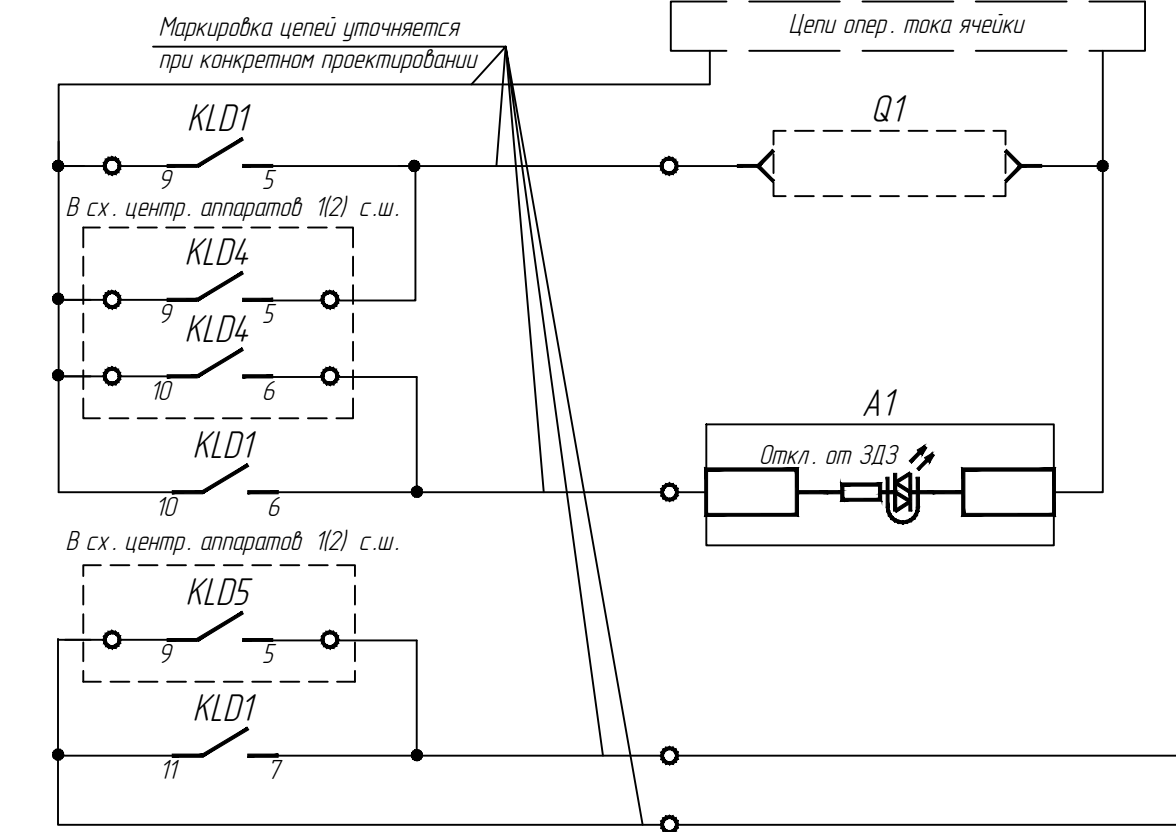 Маркировка цепей уточняется
при конкретном проектировании
Цепи опер. тока ячейки
KLD1
9 5
Q1
В сх. центр. аппаратов 1(2) с.ш.
KLD4
9 5
KLD4
10 6
KLD1
10 6
A1
Откл. от ЗДЗ
В сх. центр. аппаратов 1(2) с.ш.
KLD5
9 5
KLD1
11 7